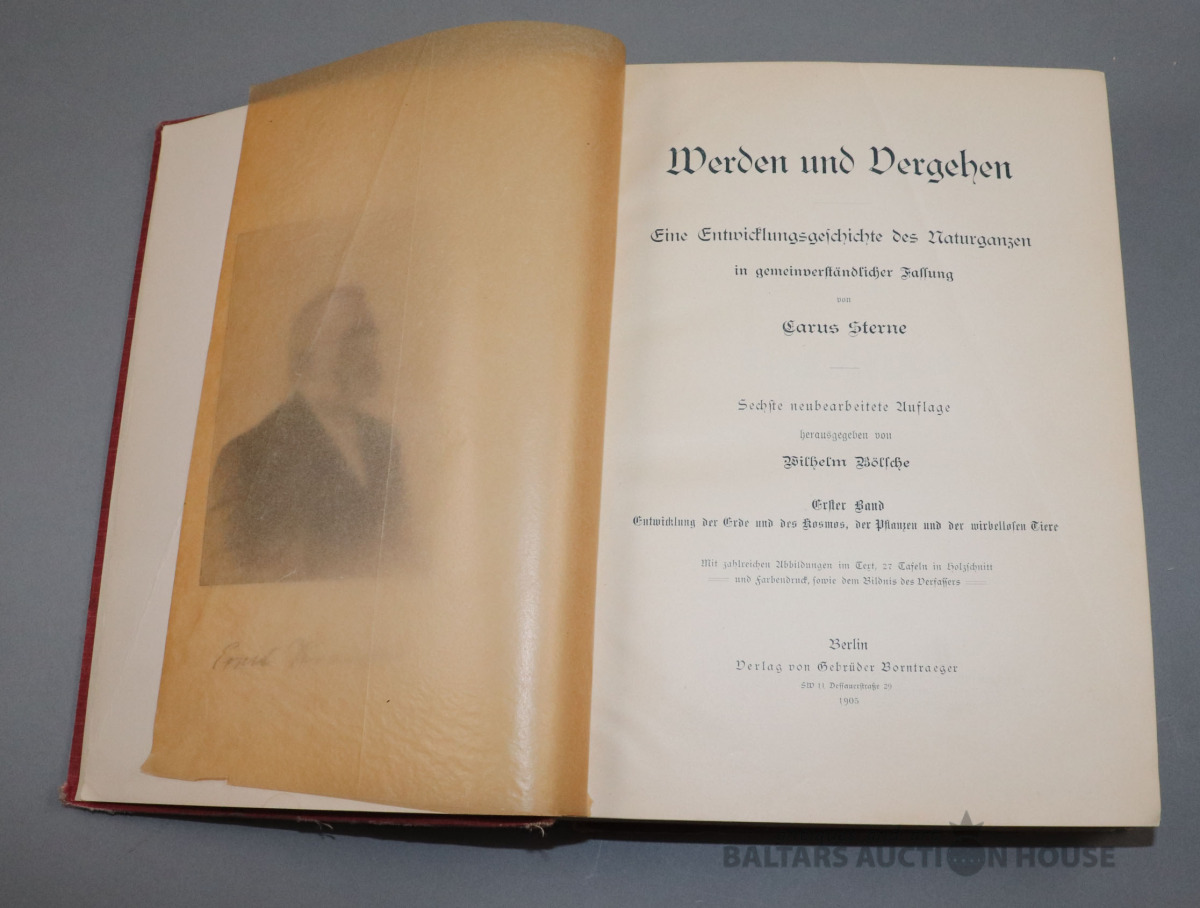 Werden und Vergehen
Eine Entwicklungsgeschichte des Naturganzen
in gemeinverständlicher Fassung
von
Carus Sterne
Sechste neubearbeitete Auflage
herausgegeben von
Wilhelm Bölsche
Erster Band
Entwicklung der Erde und des Kosmos, der Pflanzen und der wirbellosen Tiere
Mit zahlreichen Abbildungen im Text, 27 Tafeln in Holzschnitt
und Farbendruck, sowie dem Bildnis des Verfassers
Berlin
Verlag von Gebrüder Borntraeger
SW 11 Dessauerstraße 29
1905
Ernst
BALTARS AUCTION HOUSE